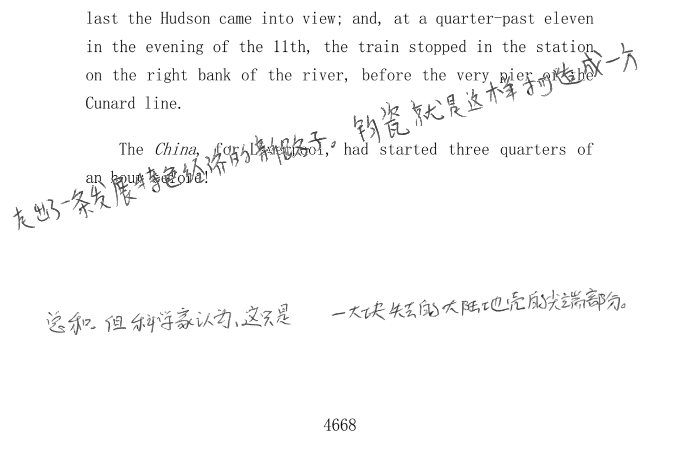 last the Hudson came into view; and, at a quarter-past eleven
in the evening of the 11th, the train stopped in the station
on the right bank of the river, before the very pier of the
Cunard line.
The China, for Liverpool, had started three quarters of
an hour before!
走出了一条发展特色经济的新路子。钧瓷就是这样打造成一方
总和。但科学家认为,这只是 一大块失去的大陆地壳的尖端部分。
4668